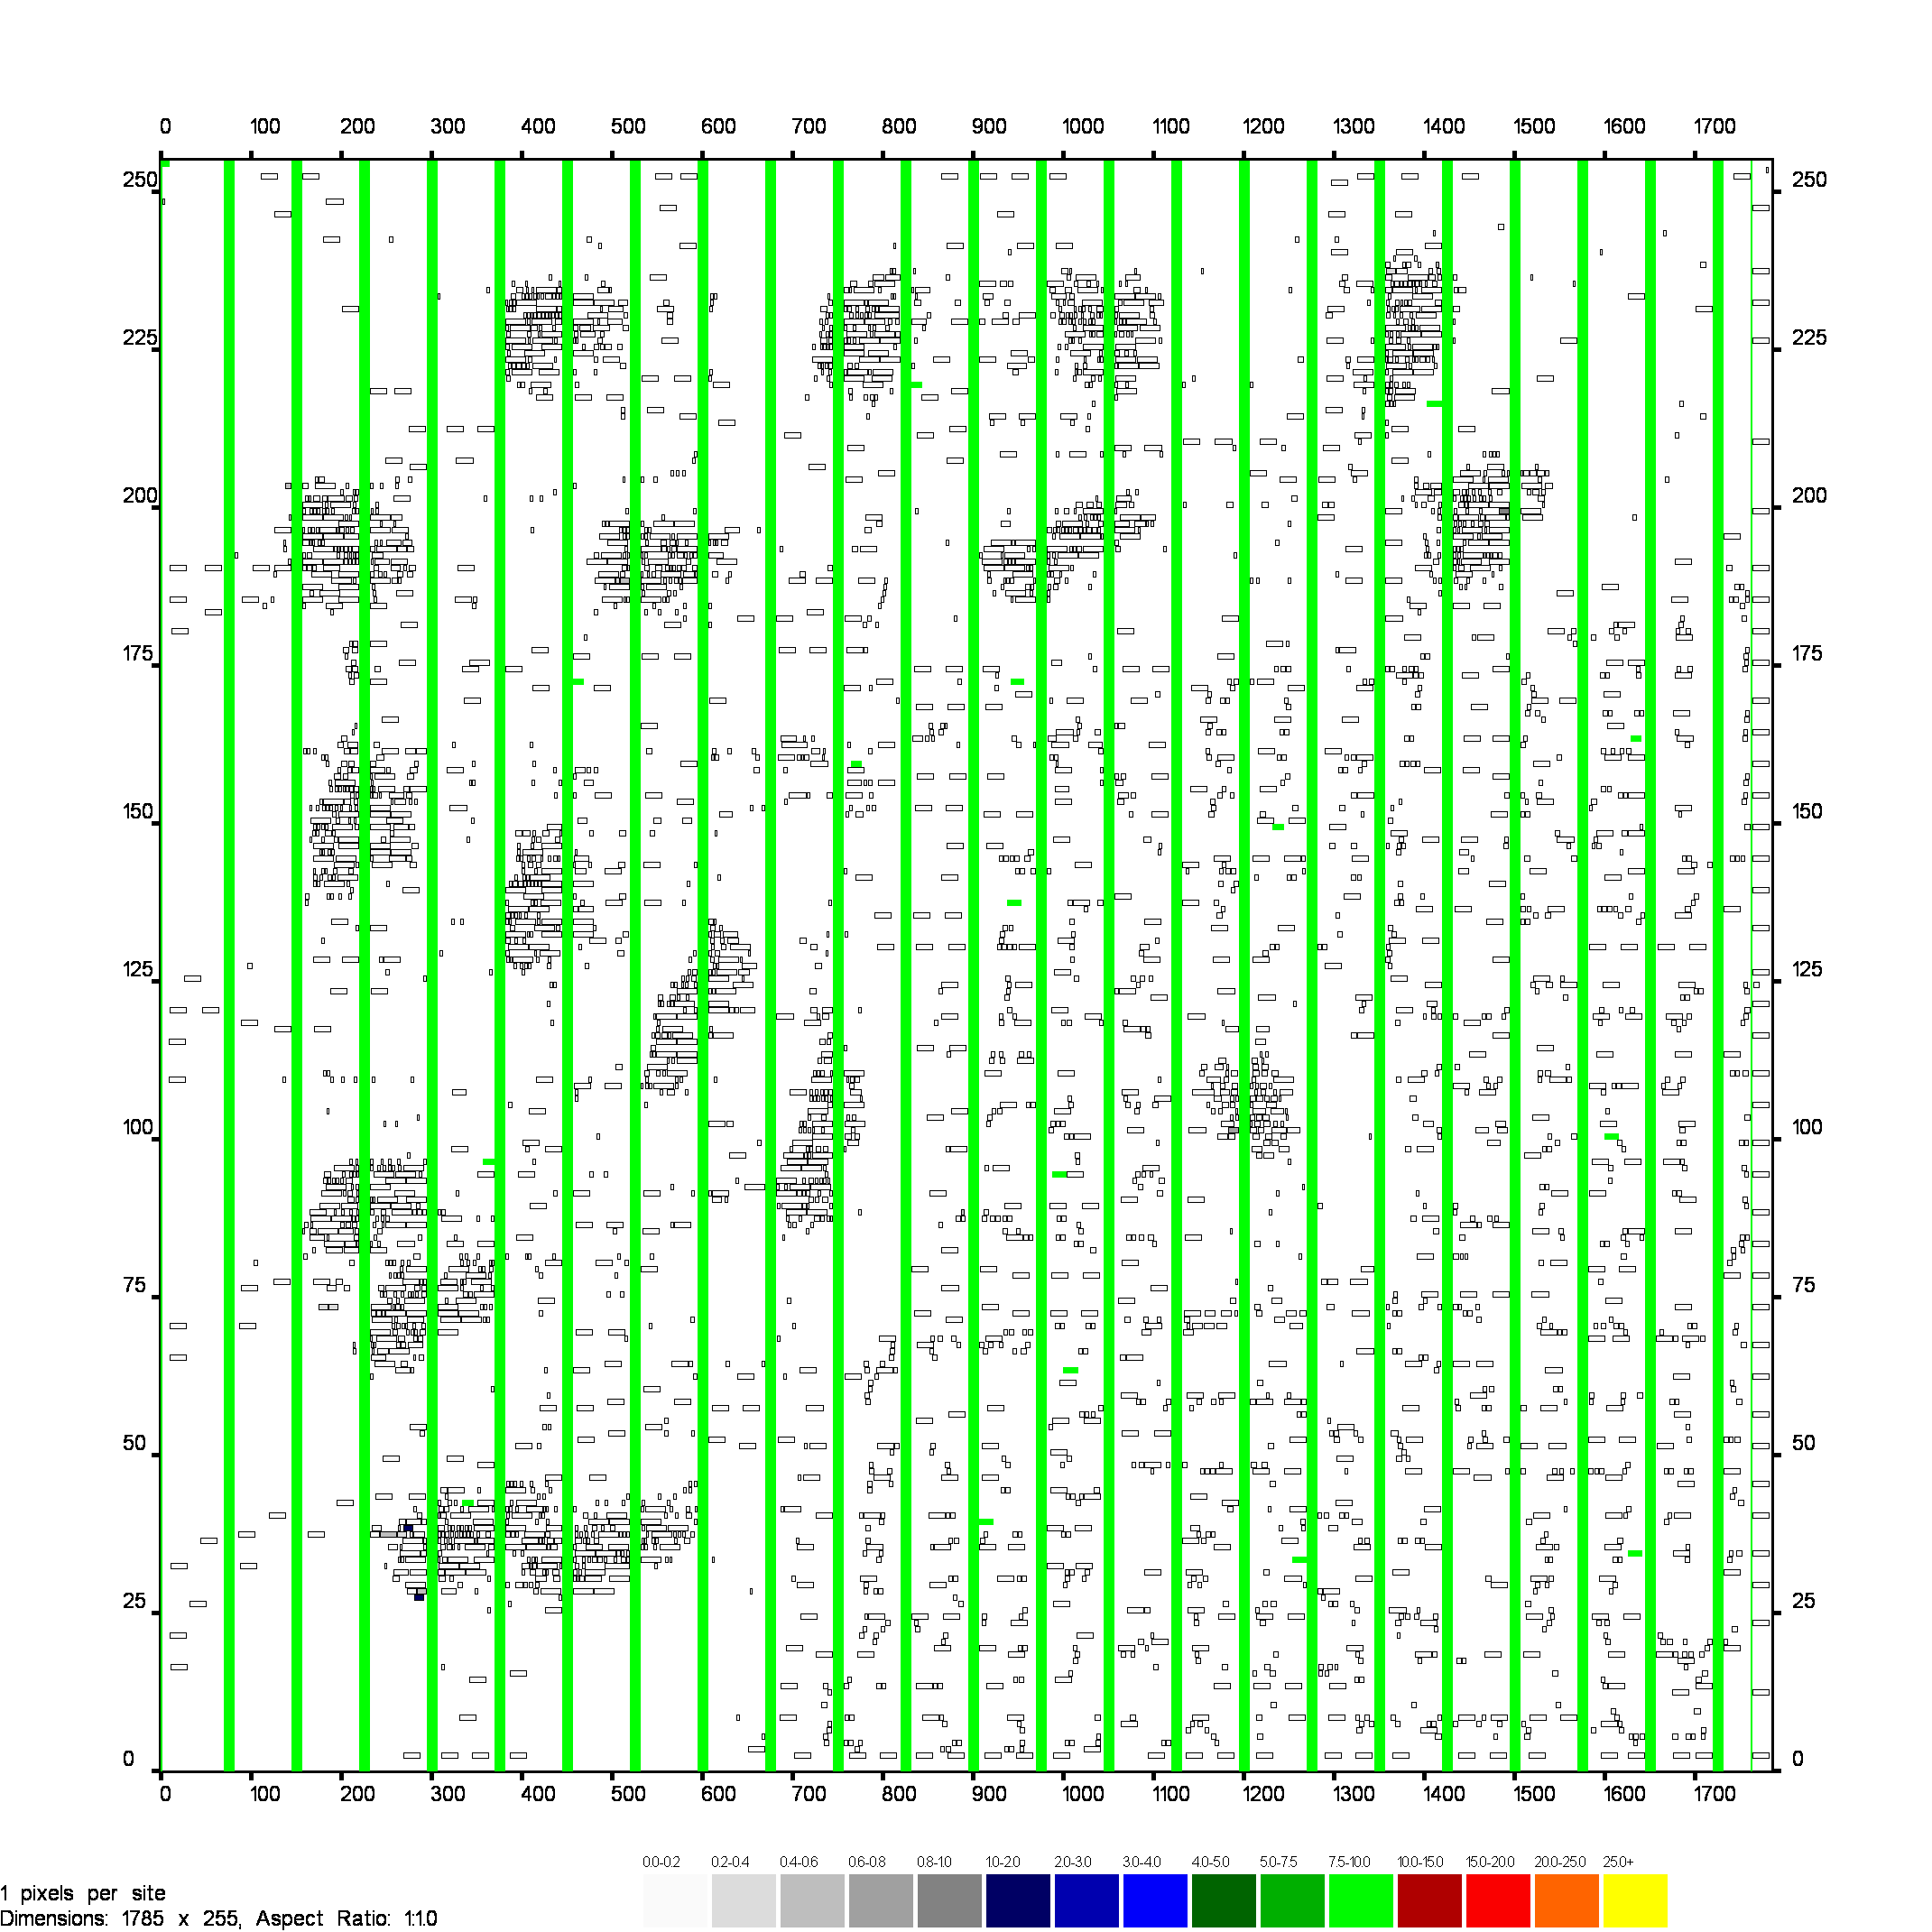 0 100 200 300 400 500 600 700 800 900 1000 1100 1200 1300 1400 1500 1600 1700
250 250
225 225
200 200
175 175
150 150
125 125
100 100
75 75
50 50
25 25
0 0
0 100 200 300 400 500 600 700 800 900 1000 1100 1200 1300 1400 1500 1600 1700
0.0-0.2 0.2-0.4 0.4-0.6 0.6-0.8 0.8-1.0 1.0-2.0 2.0-3.0 3.0-4.0 4.0-5.0 5.0-7.5 7.5-10.0 10.0-15.0 15.0-20.0 20.0-25.0 25.0+
1 pixels per site
Dimensions: 1785 x 255, Aspect Ratio: 1:1.0